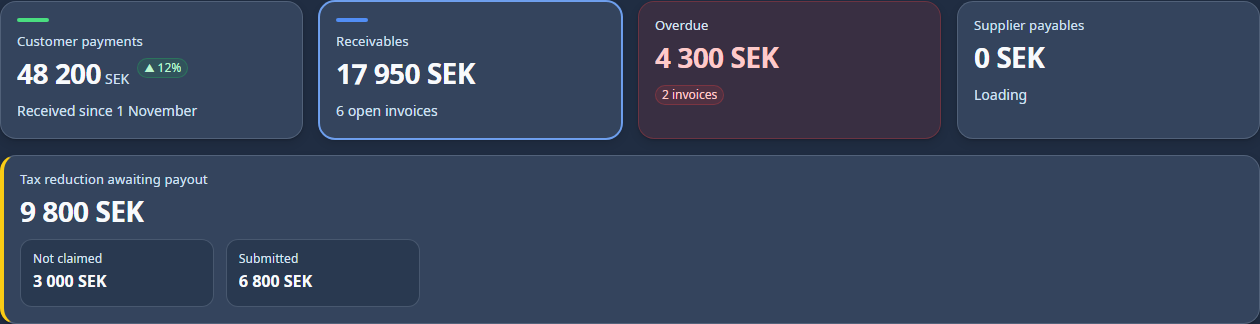 Customer payments
48 200 SEK ▲ 12%
Received since 1 November
Receivables
17 950 SEK
6 open invoices
Overdue
4 300 SEK
2 invoices
Supplier payables
0 SEK
Loading
Tax reduction awaiting payout
9 800 SEK
Not claimed
3 000 SEK
Submitted
6 800 SEK